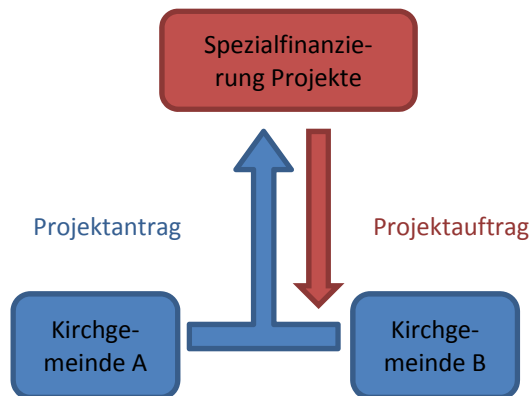 Spezialfinanzie-
rung Projekte
Projektantrag
Projektauftrag
Kirchge-
meinde A
Kirchge-
meinde B